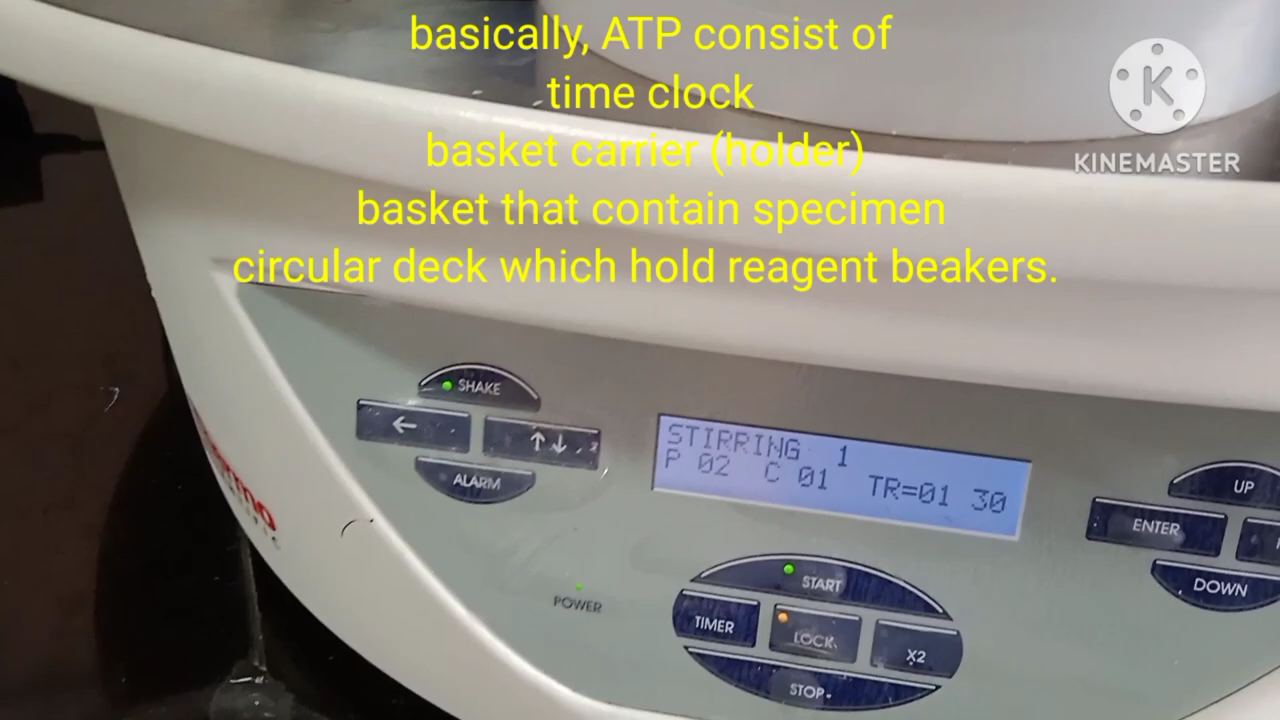 basically, ATP consist of
time clock
basket carrier (holder)
basket that contain specimen
circular deck which hold reagent beakers.
K
KINEMASTER
SHAKE
← ↑↓
ALARM
STIRRING 1
P 02 C 01 TR=01 30
UP
ENTER
DOWN
POWER
START
TIMER LOCK X2
STOP